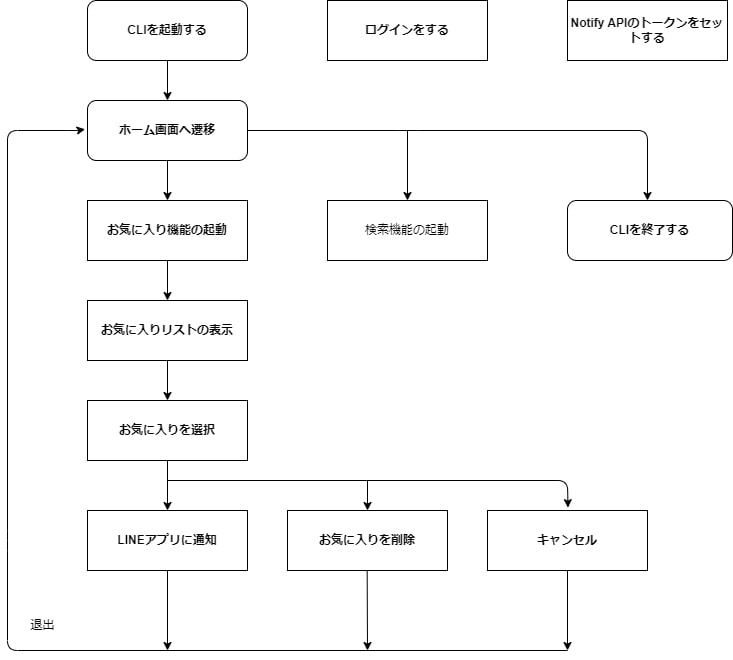 CLIを起動する
ログインをする
Notify APIのトークンをセッ
トする
ホーム画面へ遷移
お気に入り機能の起動
検索機能の起動
CLIを終了する
お気に入りリストの表示
お気に入りを選択
LINEアプリに通知
お気に入りを削除
キャンセル
退出